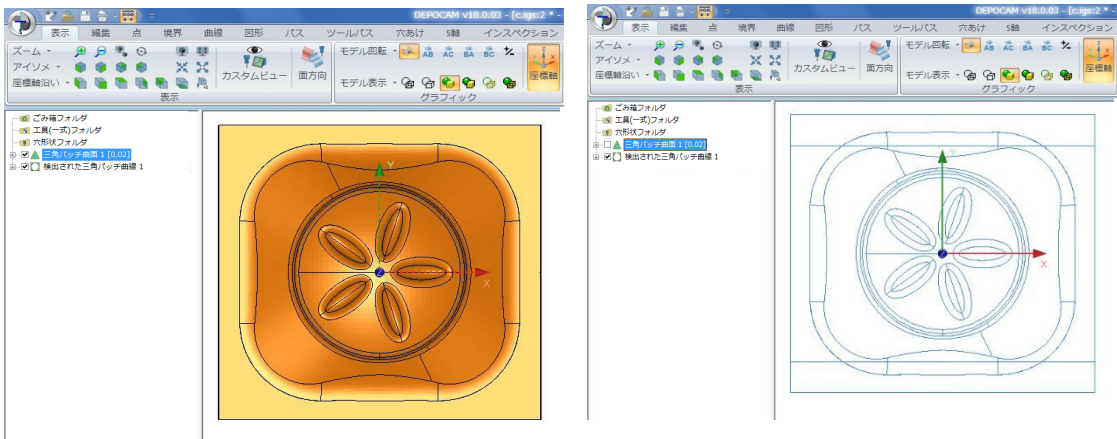 DEPOCAM v18.0.03 - [c.igs:2 * -
表示 編集 点 境界 曲線 図形 パス ツールパス 穴あけ 5軸 インスペクション
ズーム
アイソメ
座標軸沿い
カスタムビュー
面方向
表示
モデル回転
AB AC BA BC
モデル表示
座標軸
グラフィック
ごみ箱フォルダ
工具(一式)フォルダ
穴形状フォルダ
三角パッチ曲面 1 [0.02]
検出された三角パッチ曲線 1
Y
Z
X
DEPOCAM v18.0.03 - [c.igs:2 * -
表示 編集 点 境界 曲線 図形 パス ツールパス 穴あけ 5軸 インスペクション
ズーム
アイソメ
座標軸沿い
カスタムビュー
面方向
表示
モデル回転
AB AC BA BC
モデル表示
座標軸
グラフィック
ごみ箱フォルダ
工具(一式)フォルダ
穴形状フォルダ
三角パッチ曲面 1 [0.02]
検出された三角パッチ曲線 1
Y
Z
X